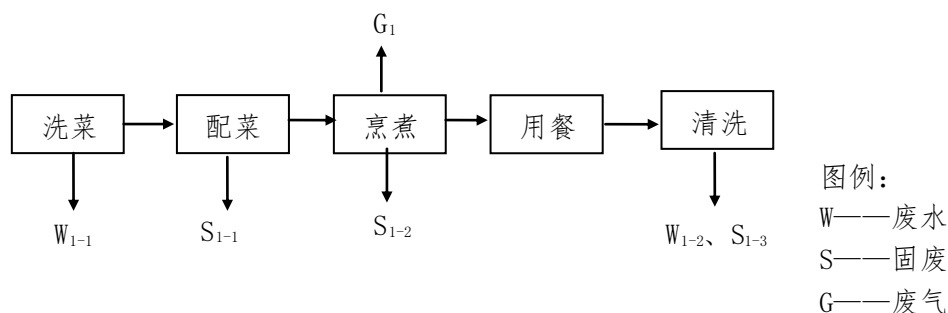 G₁
洗菜
配菜
烹煮
用餐
清洗
W₁₋₁
S₁₋₁
S₁₋₂
W₁₋₂、S₁₋₃
图例：
W——废水
S——固废
G——废气